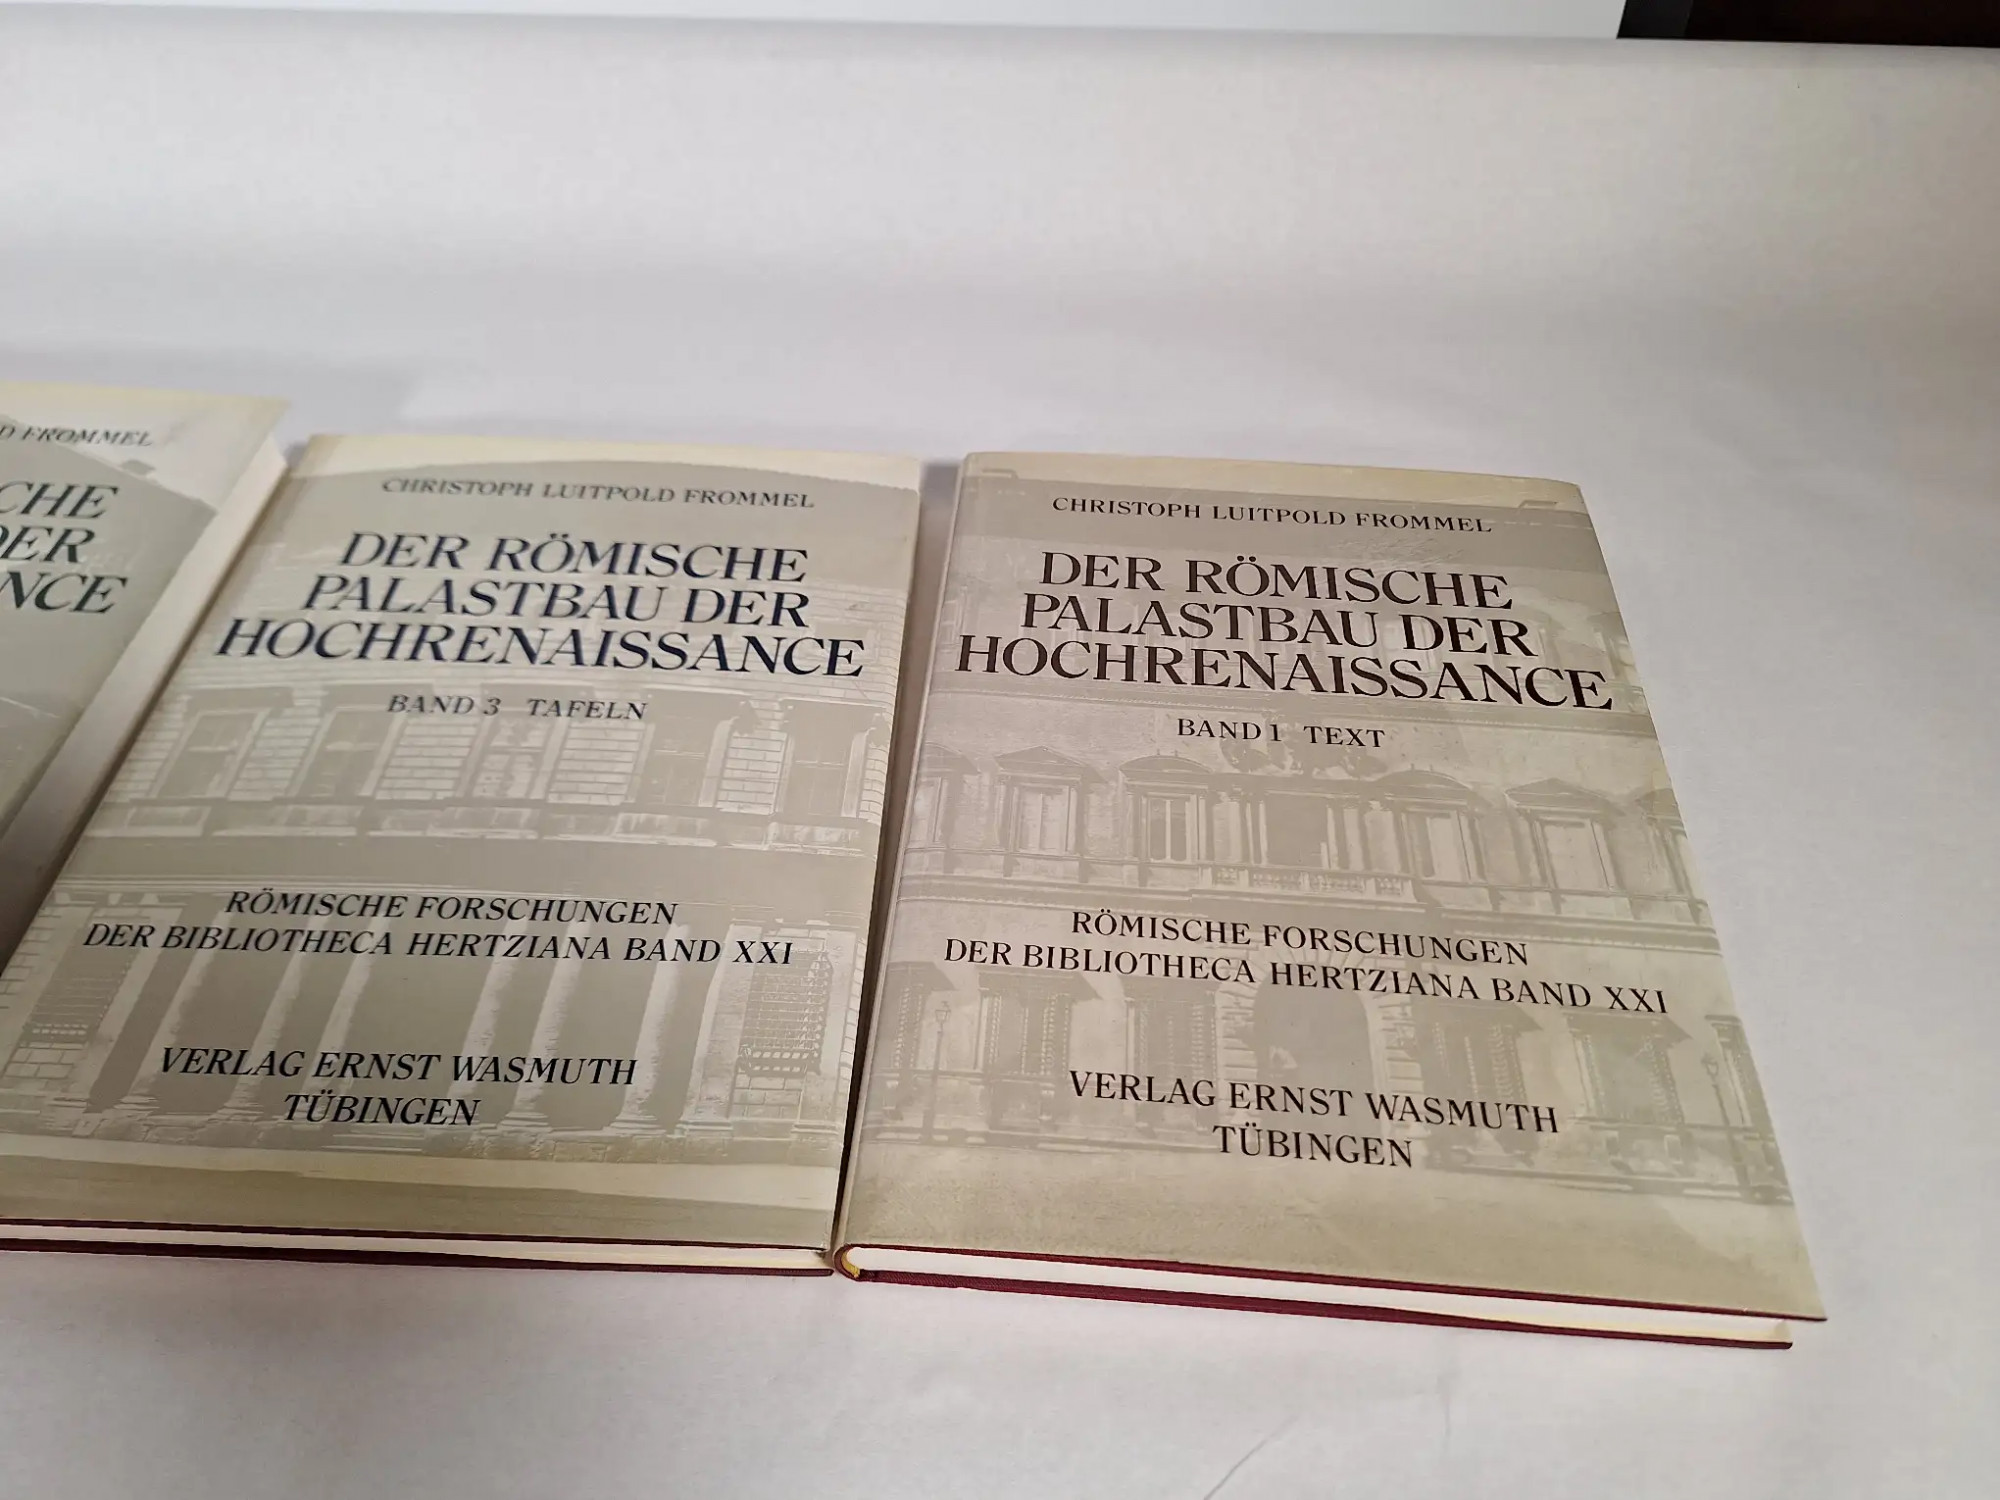 FROMMEL
CHRISTOPH LUITPOLD FROMMEL
DER RÖMISCHE
PALASTBAU DER
HOCHRENAISSANCE
BAND 3 TAFELN
RÖMISCHE FORSCHUNGEN
DER BIBLIOTHECA HERTZIANA BAND XXI
VERLAG ERNST WASMUTH
TÜBINGEN
CHRISTOPH LUITPOLD FROMMEL
DER RÖMISCHE
PALASTBAU DER
HOCHRENAISSANCE
BAND 1 TEXT
RÖMISCHE FORSCHUNGEN
DER BIBLIOTHECA HERTZIANA BAND XXI
VERLAG ERNST WASMUTH
TÜBINGEN